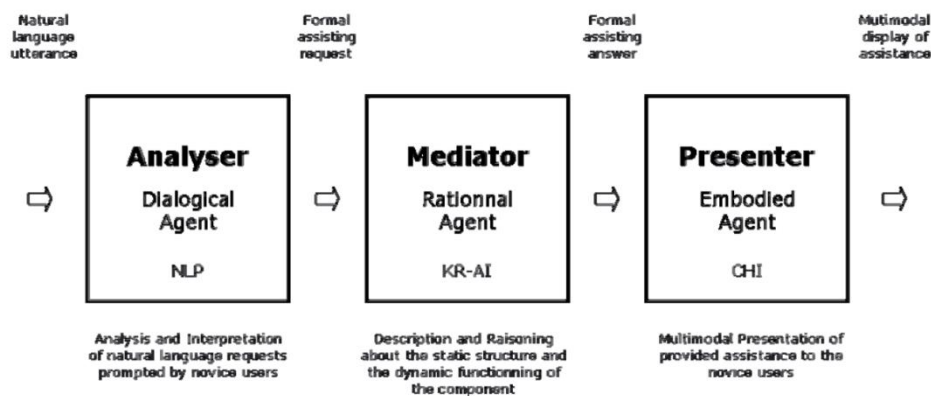 Natural
language
utterance
Formal
assisting
request
Formal
assisting
answer
Mutimodal
display of
assistance
Analyser
Dialogical
Agent
NLP
Mediator
Rationnal
Agent
KR-AI
Presenter
Embodied
Agent
CHI
Analysis and Interpretation
of natural language requests
prompted by novice users
Description and Raisoning
about the static structure and
the dynamic functionning of
the component
Multimodal Presentation of
provided assistance to the
novice users